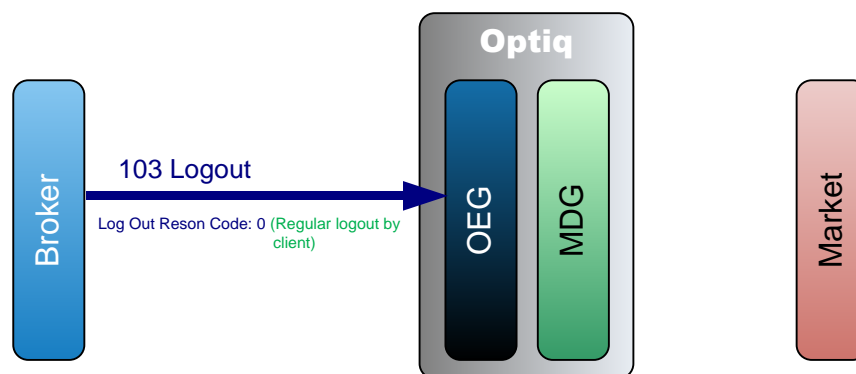 Optiq
Broker
103 Logout
Log Out Reson Code: 0 (Regular logout by
client)
OEG
MDG
Market